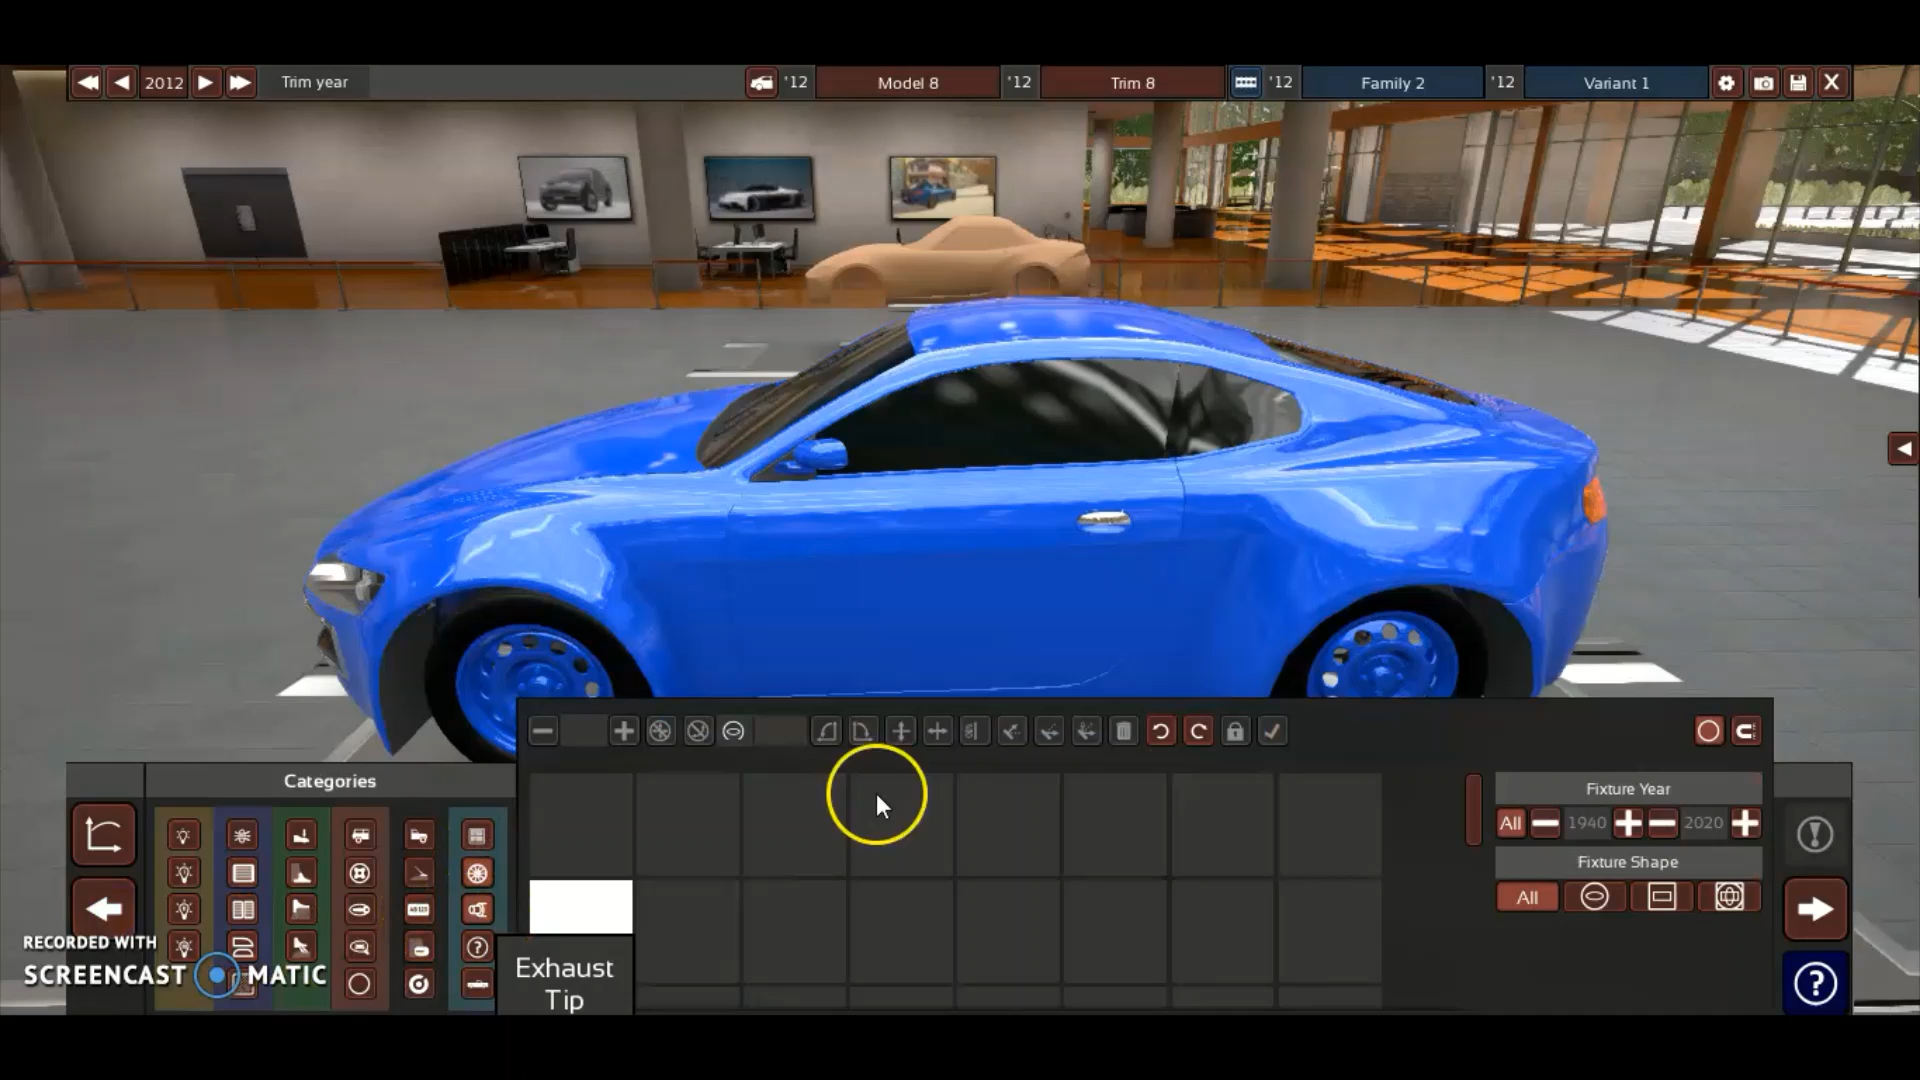 2012
Trim year
'12
Model 8
'12
Trim 8
'12
Family 2
'12
Variant 1
X
Categories
Fixture Year
All
1940
2020
Fixture Shape
All
?
?
Exhaust
Tip
RECORDED WITH
SCREENCAST MATIC